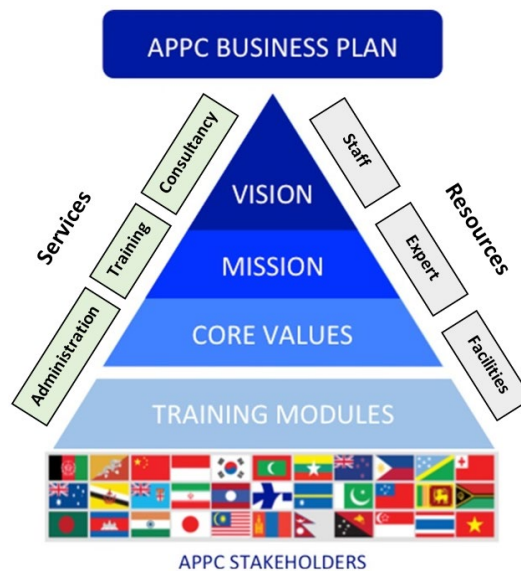 APPC BUSINESS PLAN
Services
Consultancy
Training
Administration
VISION
MISSION
CORE VALUES
TRAINING MODULES
Staff
Expert
Facilities
Resources
APPC STAKEHOLDERS